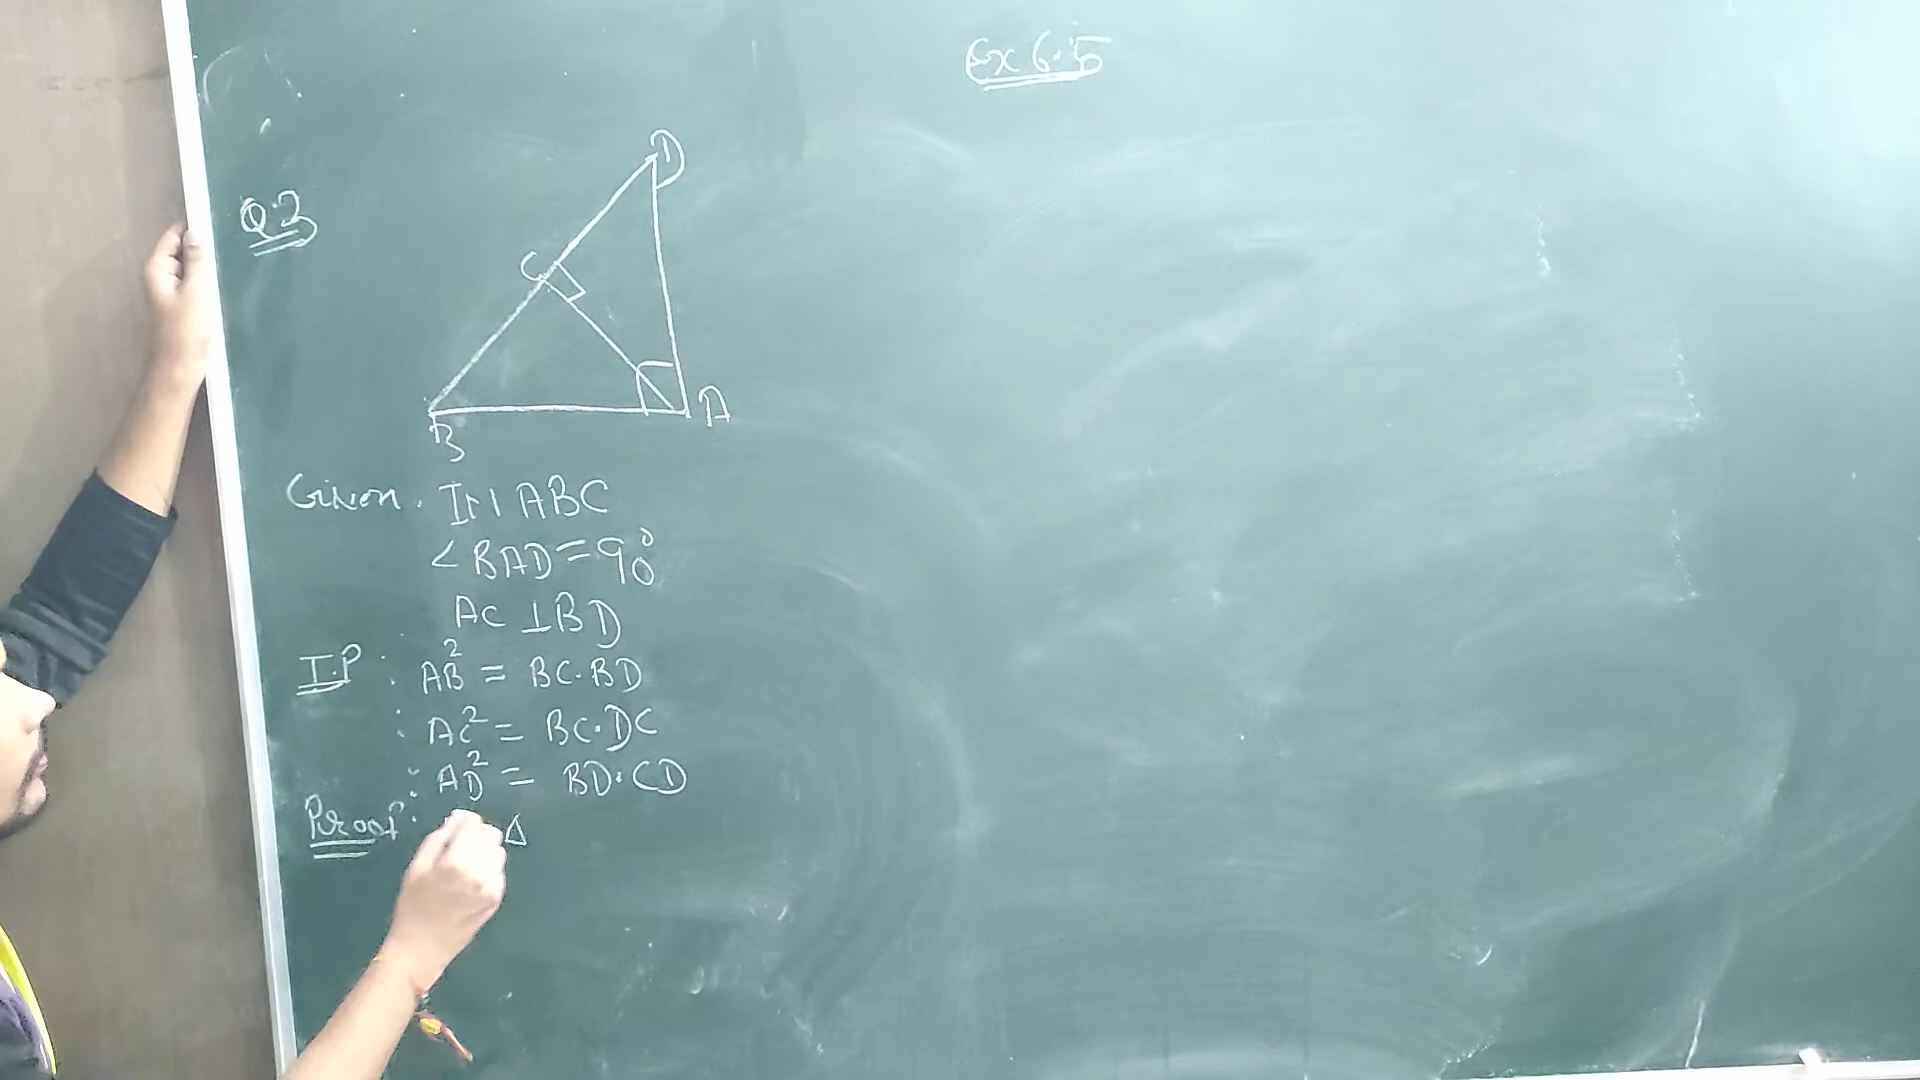 Ex 6.5
Q.3
D
C
A
B
Given. In ABC
∠BAD = 90°
AC ⊥ BD
T.P : AB² = BC.BD
: AC² = BC.DC
: AD² = BD.CD
Proof : Δ